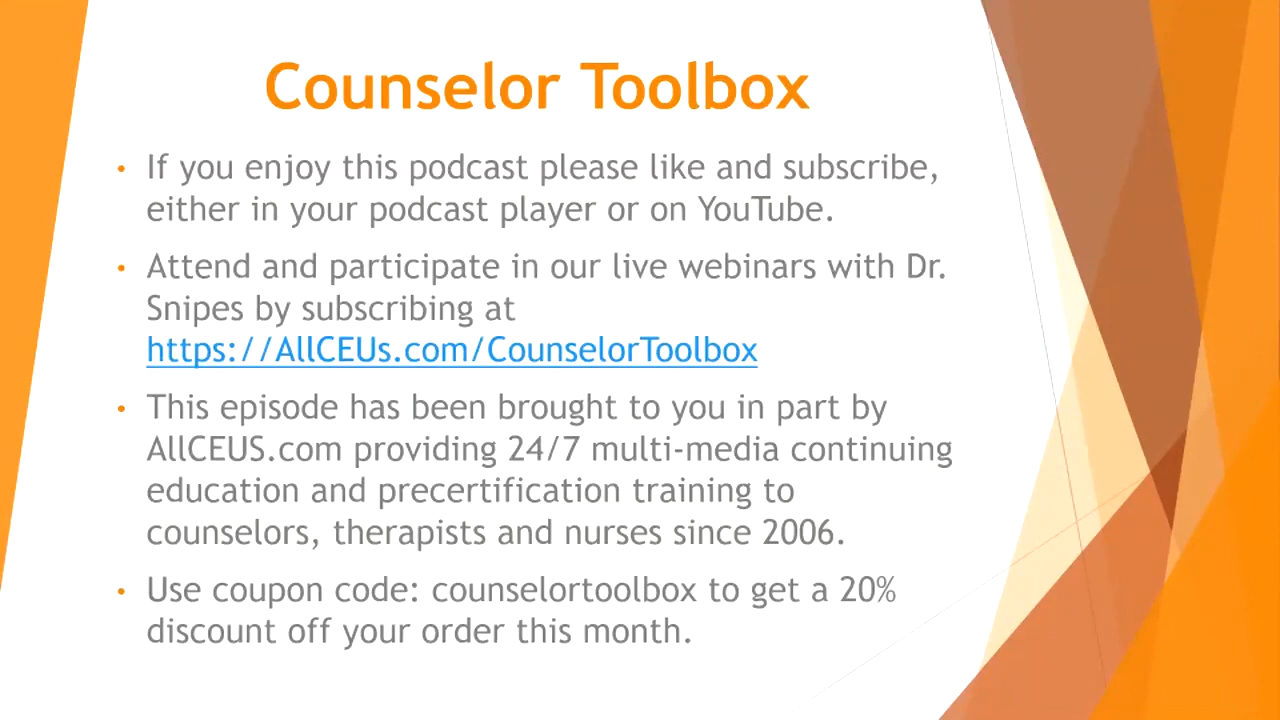 Counselor Toolbox
• If you enjoy this podcast please like and subscribe,
either in your podcast player or on YouTube.
• Attend and participate in our live webinars with Dr.
Snipes by subscribing at
https://AllCEUs.com/CounselorToolbox
• This episode has been brought to you in part by
AllCEUS.com providing 24/7 multi-media continuing
education and precertification training to
counselors, therapists and nurses since 2006.
• Use coupon code: counselortoolbox to get a 20%
discount off your order this month.